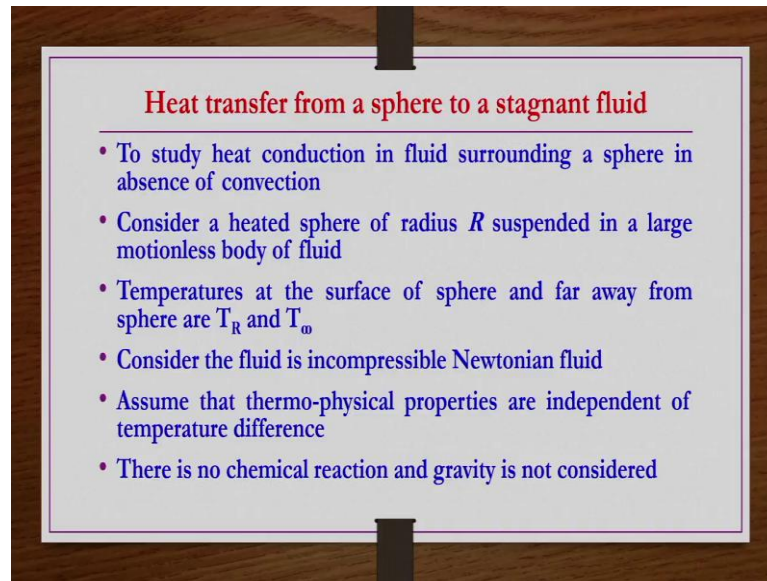 Heat transfer from a sphere to a stagnant fluid
• To study heat conduction in fluid surrounding a sphere in
absence of convection
• Consider a heated sphere of radius R suspended in a large
motionless body of fluid
• Temperatures at the surface of sphere and far away from
sphere are T_R and T_∞
• Consider the fluid is incompressible Newtonian fluid
• Assume that thermo-physical properties are independent of
temperature difference
• There is no chemical reaction and gravity is not considered